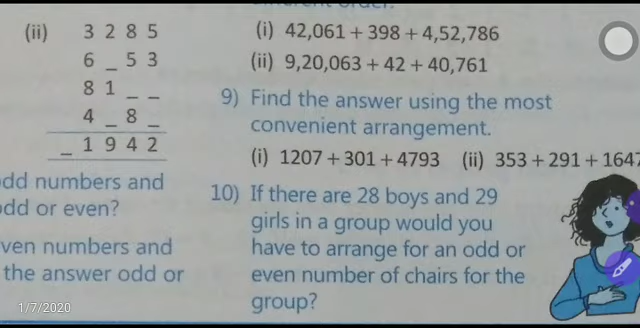 (ii) 3 2 8 5
6 _ 5 3
8 1 _ _
4 _ 8 _
_ 1 9 4 2
odd numbers and
odd or even?
ven numbers and
the answer odd or
(i) 42,061 + 398 + 4,52,786
(ii) 9,20,063 + 42 + 40,761
9) Find the answer using the most
convenient arrangement.
(i) 1207 + 301 + 4793 (ii) 353 + 291 + 1647
10) If there are 28 boys and 29
girls in a group would you
have to arrange for an odd or
even number of chairs for the
group?
1/7/2020